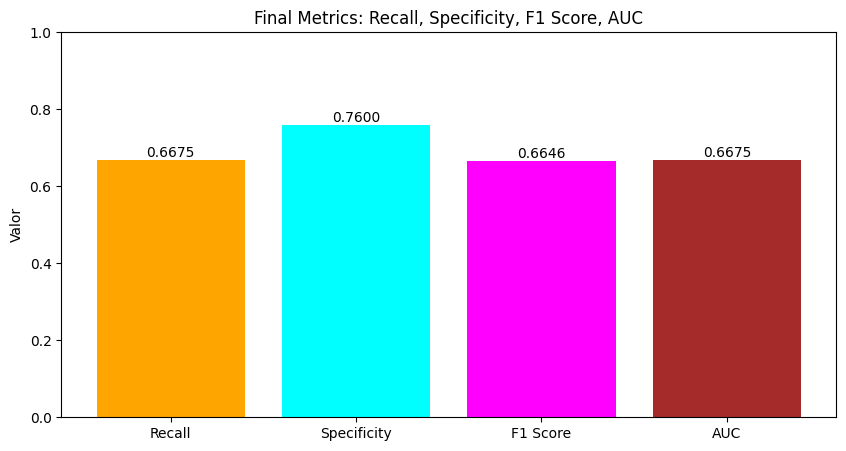 Final Metrics: Recall, Specificity, F1 Score, AUC
1.0
0.8
0.6
0.4
0.2
0.0
Valor
0.6675
0.7600
0.6646
0.6675
Recall
Specificity
F1 Score
AUC